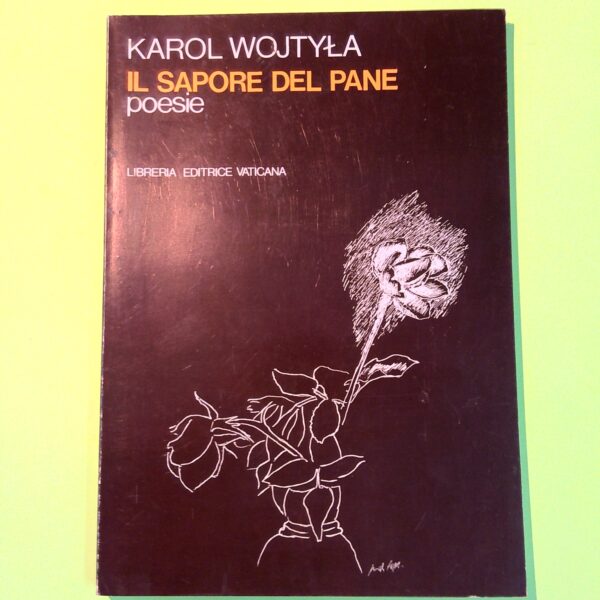 KAROL WOJTYŁA
IL SAPORE DEL PANE
poesie
LIBRERIA EDITRICE VATICANA